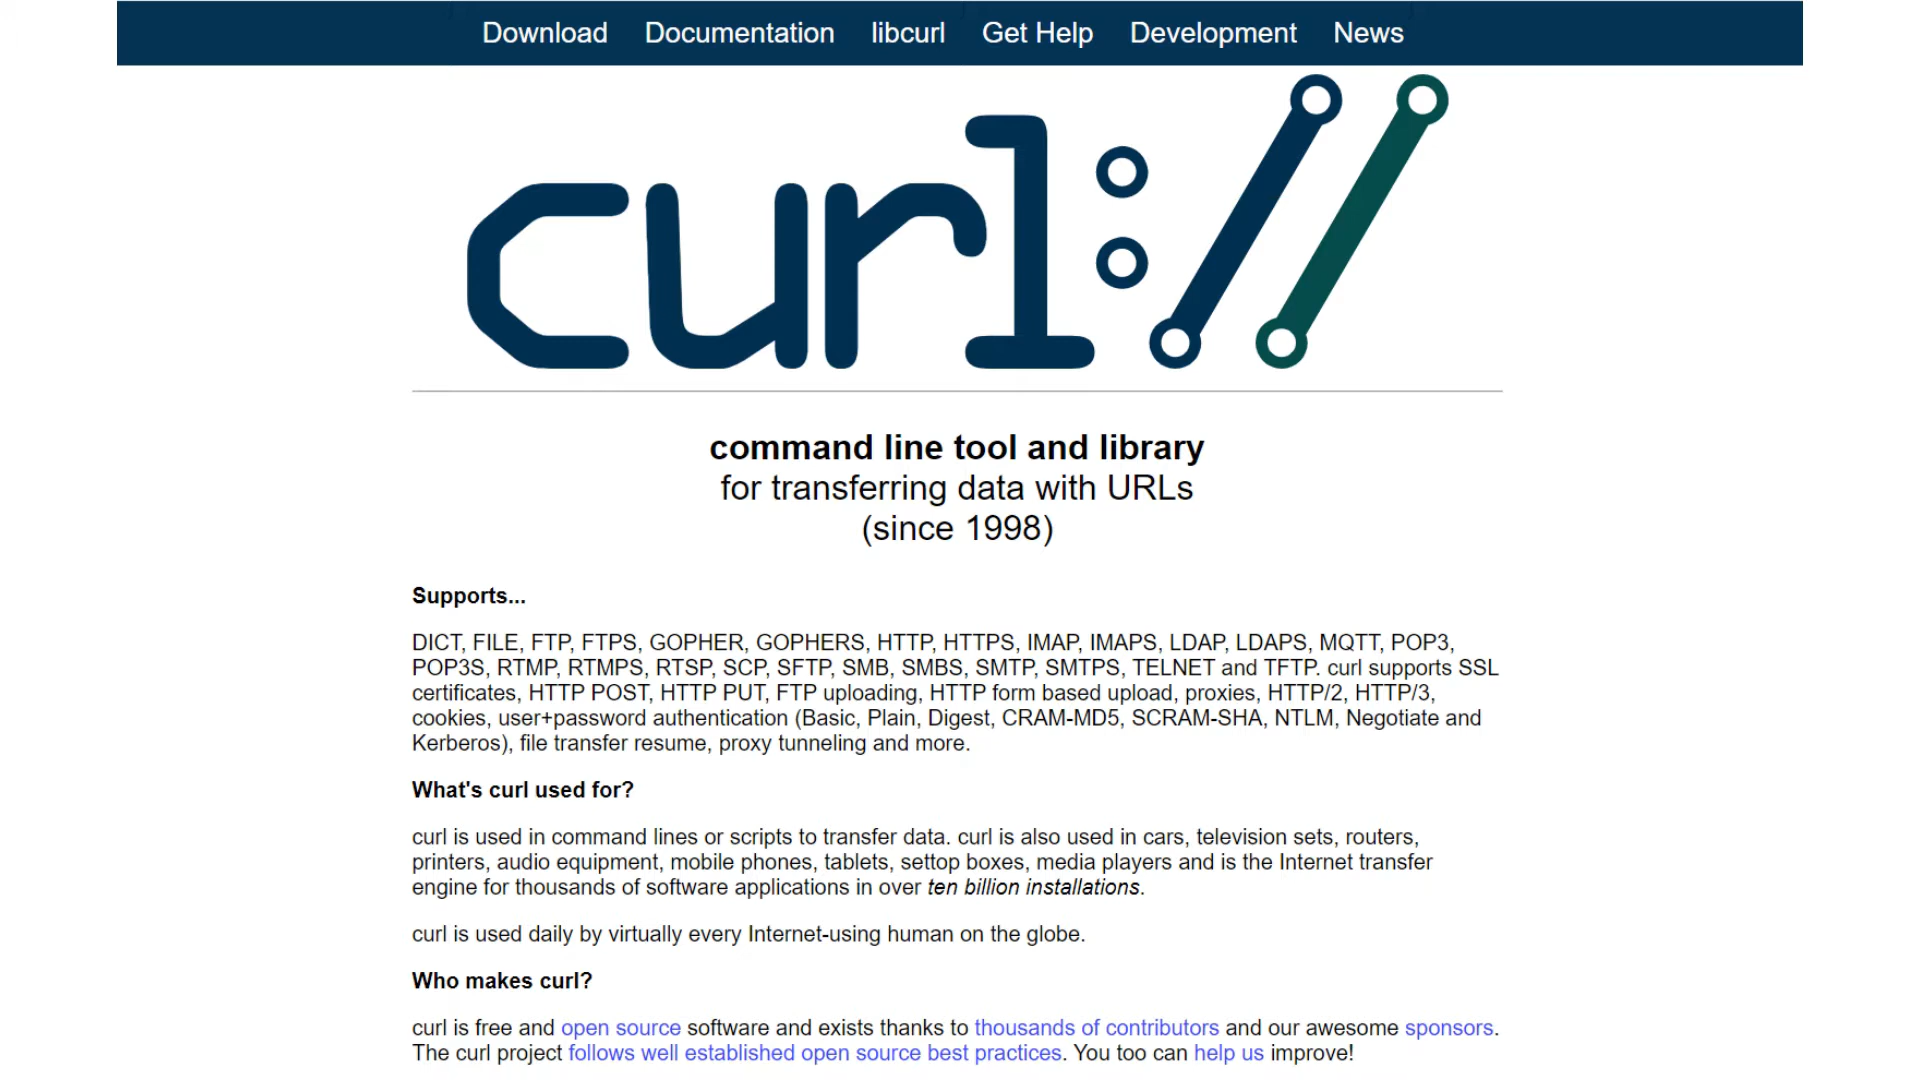 Download Documentation libcurl Get Help Development News
curl://
command line tool and library
for transferring data with URLs
(since 1998)
Supports...
DICT, FILE, FTP, FTPS, GOPHER, GOPHERS, HTTP, HTTPS, IMAP, IMAPS, LDAP, LDAPS, MQTT, POP3,
POP3S, RTMP, RTMPS, RTSP, SCP, SFTP, SMB, SMBS, SMTP, SMTPS, TELNET and TFTP. curl supports SSL
certificates, HTTP POST, HTTP PUT, FTP uploading, HTTP form based upload, proxies, HTTP/2, HTTP/3,
cookies, user+password authentication (Basic, Plain, Digest, CRAM-MD5, SCRAM-SHA, NTLM, Negotiate and
Kerberos), file transfer resume, proxy tunneling and more.
What's curl used for?
curl is used in command lines or scripts to transfer data. curl is also used in cars, television sets, routers,
printers, audio equipment, mobile phones, tablets, settop boxes, media players and is the Internet transfer
engine for thousands of software applications in over ten billion installations.
curl is used daily by virtually every Internet-using human on the globe.
Who makes curl?
curl is free and open source software and exists thanks to thousands of contributors and our awesome sponsors.
The curl project follows well established open source best practices. You too can help us improve!